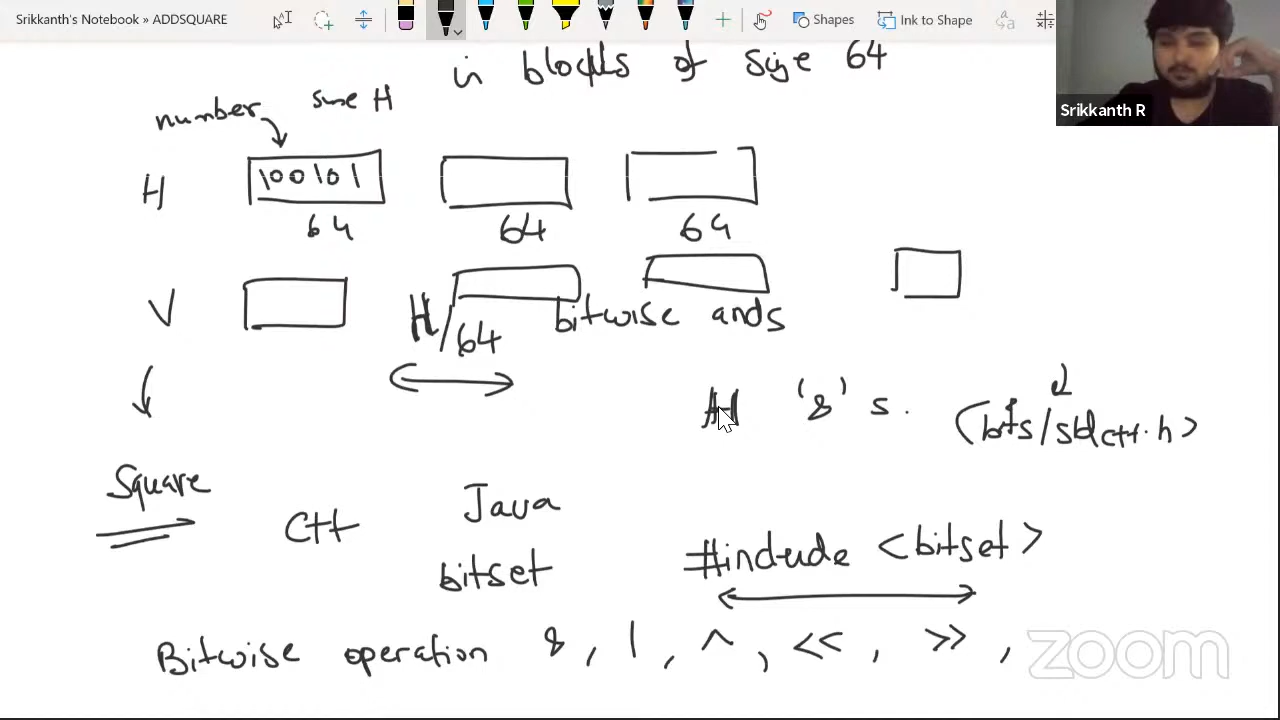 Srikkanth's Notebook » ADDSQUARE
Shapes
Ink to Shape
Srikkanth R
in blocks of size 64
number size H
H 100101
64 64 64
V H/64 bitwise ands
'&' s.
<bits/stdc++.h>
Square
C++ Java
bitset #include <bitset>
Bitwise operation &, |, ^, <<, >>,
zoom